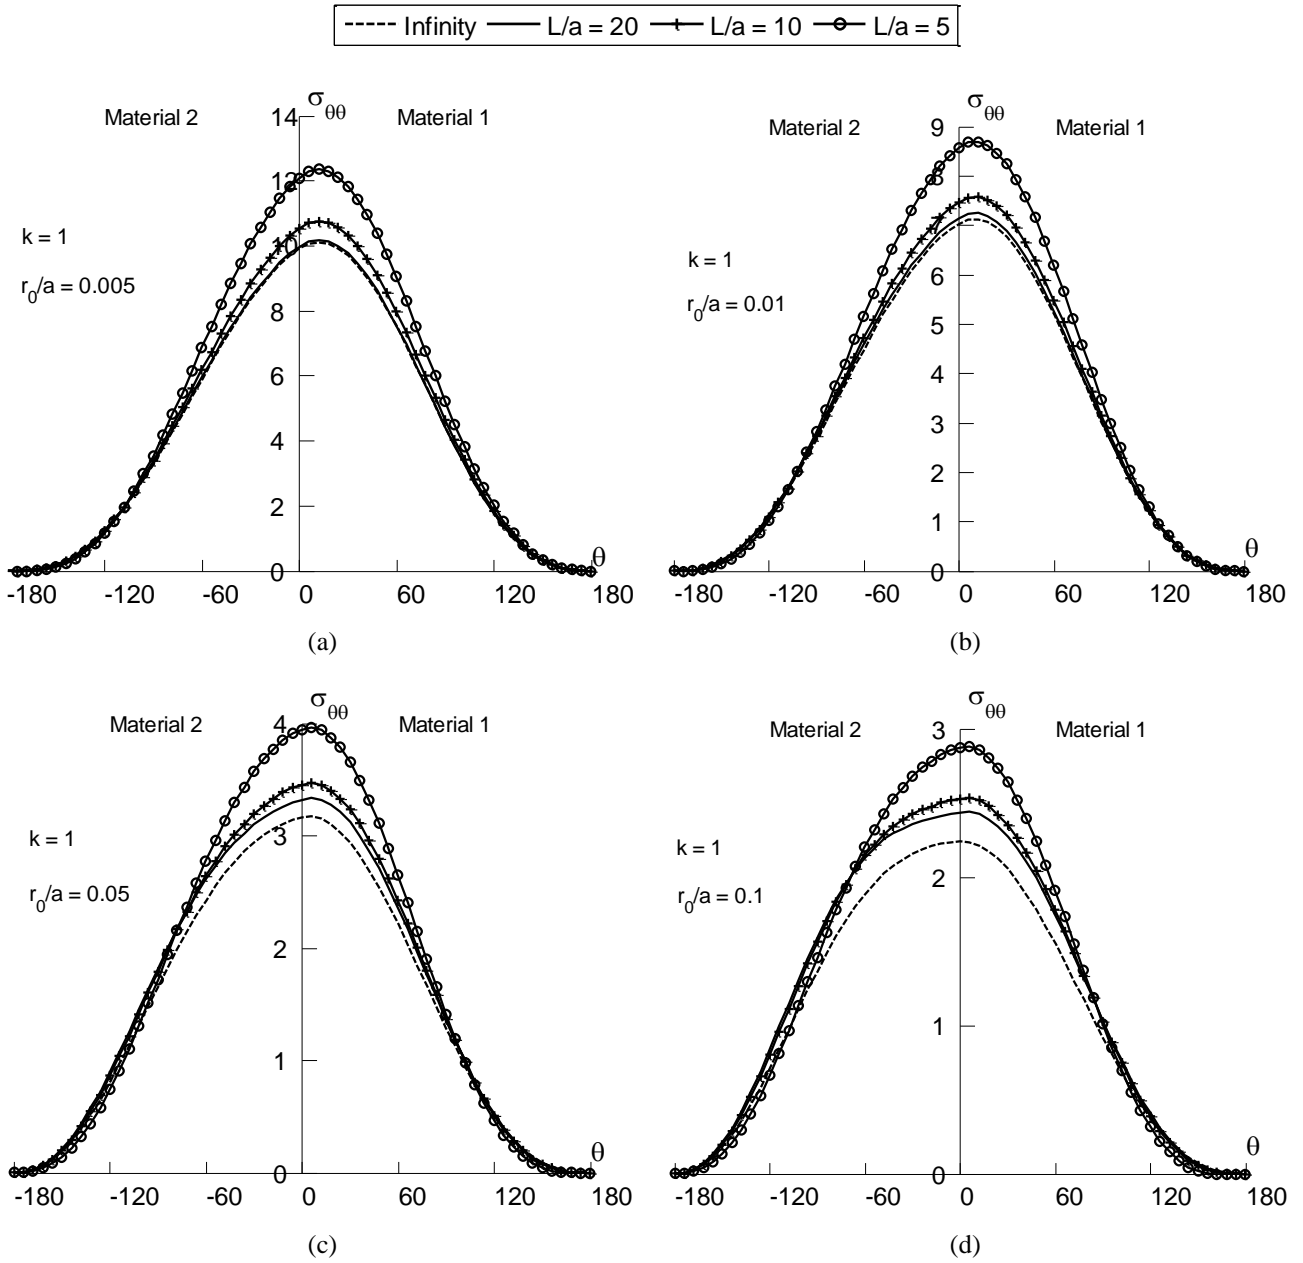 Infinity L/a = 20 L/a = 10 L/a = 5
σθθ
Material 2 14 Material 1
12
k = 1
10
r0/a = 0.005
8
6
4
2
θ
0
-180 -120 -60 0 60 120 180
(a)
σθθ
Material 2 9 Material 1
8
7
k = 1
6
r0/a = 0.01
5
4
3
2
1
θ
0
-180 -120 -60 0 60 120 180
(b)
σθθ
Material 2 4 Material 1
k = 1
3
r0/a = 0.05
2
1
θ
0
-180 -120 -60 0 60 120 180
(c)
σθθ
Material 2 3 Material 1
k = 1
2
r0/a = 0.1
1
θ
0
-180 -120 -60 0 60 120 180
(d)